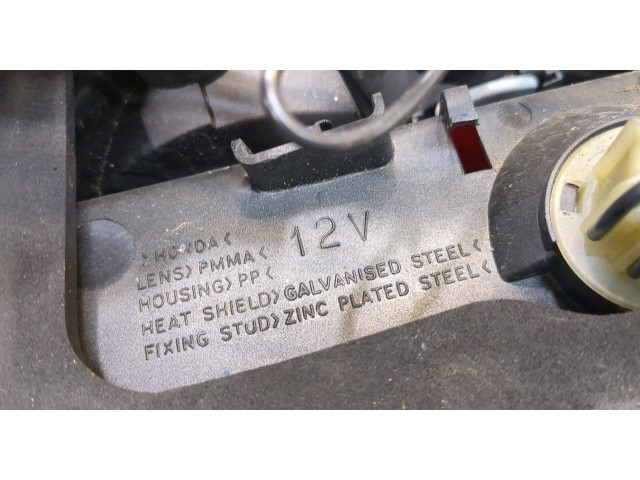 >HONDA<
LENS>PMMA< 12V
HOUSING>PP<
HEAT SHIELD>GALVANISED STEEL<
FIXING STUD>ZINC PLATED STEEL<